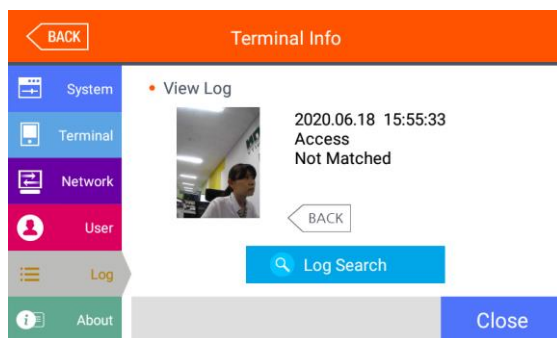 BACK
Terminal Info
System
Terminal
Network
User
Log
About
• View Log
2020.06.18 15:55:33
Access
Not Matched
BACK
Log Search
Close